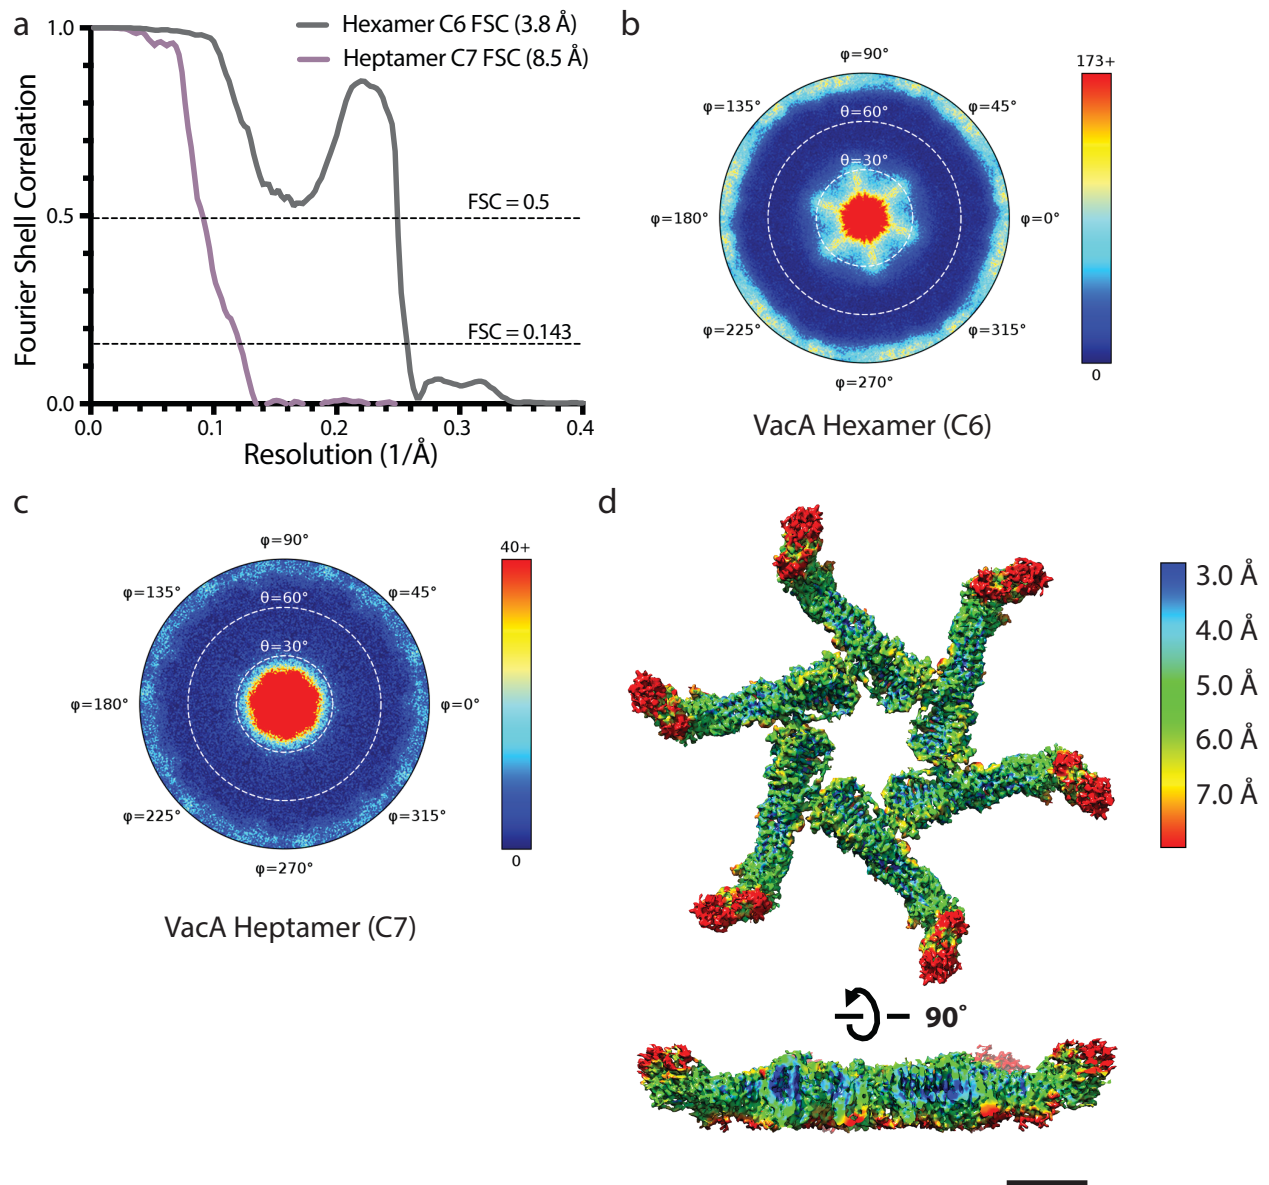 a
Hexamer C6 FSC (3.8 Å)
Heptamer C7 FSC (8.5 Å)
1.0
0.5
0.0
Fourier Shell Correlation
FSC = 0.5
FSC = 0.143
0.0 0.1 0.2 0.3 0.4
Resolution (1/Å)
b
φ=90°
φ=135°
φ=45°
θ=60°
θ=30°
φ=180°
φ=0°
φ=225°
φ=315°
φ=270°
173+
0
VacA Hexamer (C6)
c
φ=90°
φ=135°
φ=45°
θ=60°
θ=30°
φ=180°
φ=0°
φ=225°
φ=315°
φ=270°
40+
0
VacA Heptamer (C7)
d
3.0 Å
4.0 Å
5.0 Å
6.0 Å
7.0 Å
90°